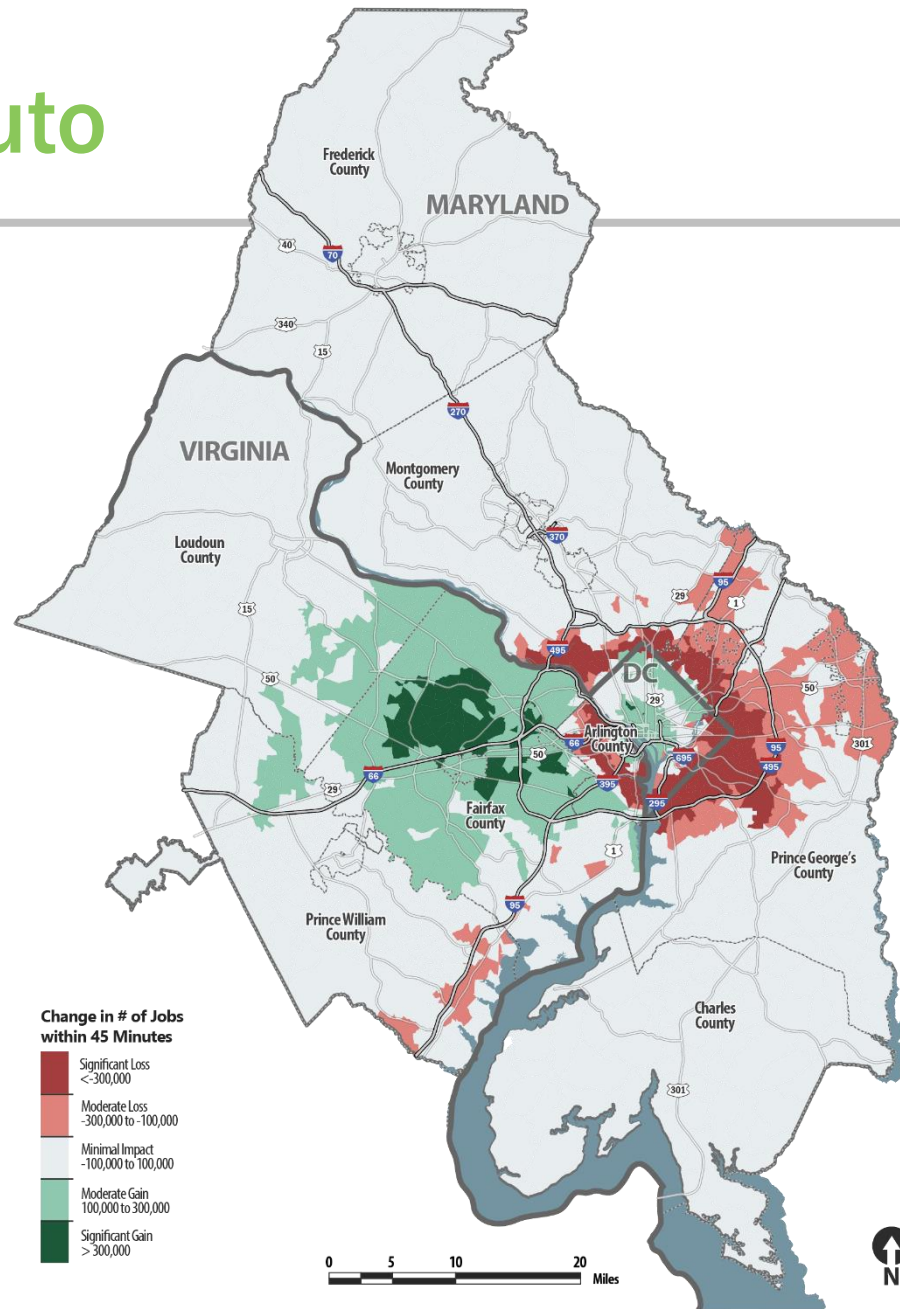 uto
Frederick
County
MARYLAND
40
70
340
15
270
VIRGINIA
Montgomery
County
370
Loudoun
County
95
29
1
15
495
DC
50
50
29
Arlington
County
301
66
50
95
695
495
66
395
29
295
Fairfax
County
1
Prince George's
County
95
Prince William
County
Charles
County
301
Change in # of Jobs
within 45 Minutes
Significant Loss
<-300,000
Moderate Loss
-300,000 to -100,000
Minimal Impact
-100,000 to 100,000
Moderate Gain
100,000 to 300,000
Significant Gain
> 300,000
0 5 10 20
Miles
N